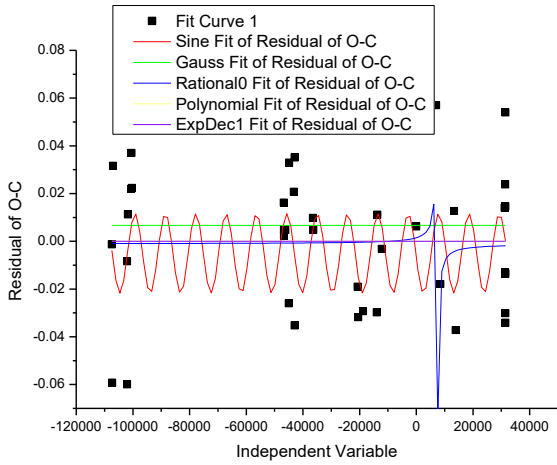 Fit Curve 1
Sine Fit of Residual of O-C
Gauss Fit of Residual of O-C
Rational0 Fit of Residual of O-C
Polynomial Fit of Residual of O-C
ExpDec1 Fit of Residual of O-C
0.08
0.06
0.04
0.02
0.00
-0.02
-0.04
-0.06
Residual of O-C
-120000 -100000 -80000 -60000 -40000 -20000 0 20000 40000
Independent Variable